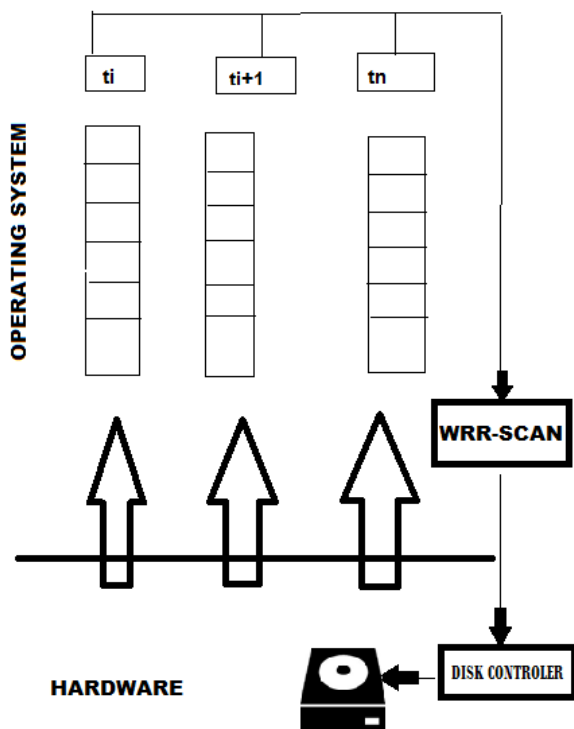 ti
ti+1
tn
OPERATING SYSTEM
WRR-SCAN
DISK CONTROLER
HARDWARE